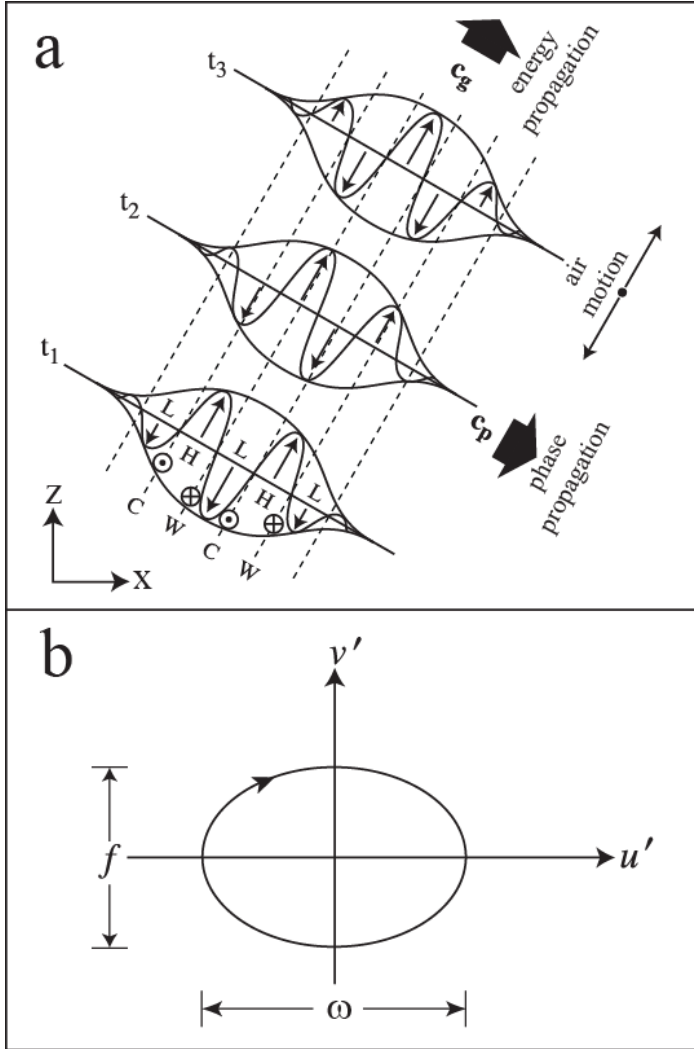 a
t3
cg
energy
propagation
t2
air
motion
t1
cp
phase
propagation
L
H
L
H
L
C
W
C
W
Z
X
b
v′
f
u′
ω